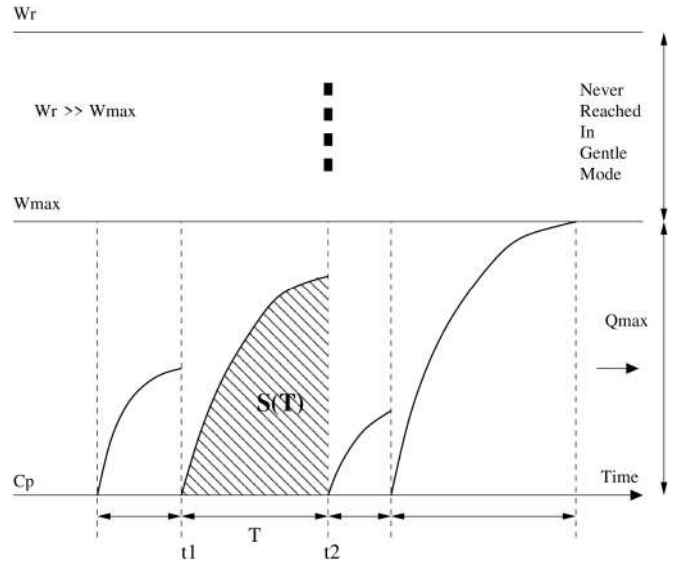 Wr
Wr >> Wmax
Never
Reached
In
Gentle
Mode
Wmax
Qmax
S(T)
Cp
Time
T
t1
t2